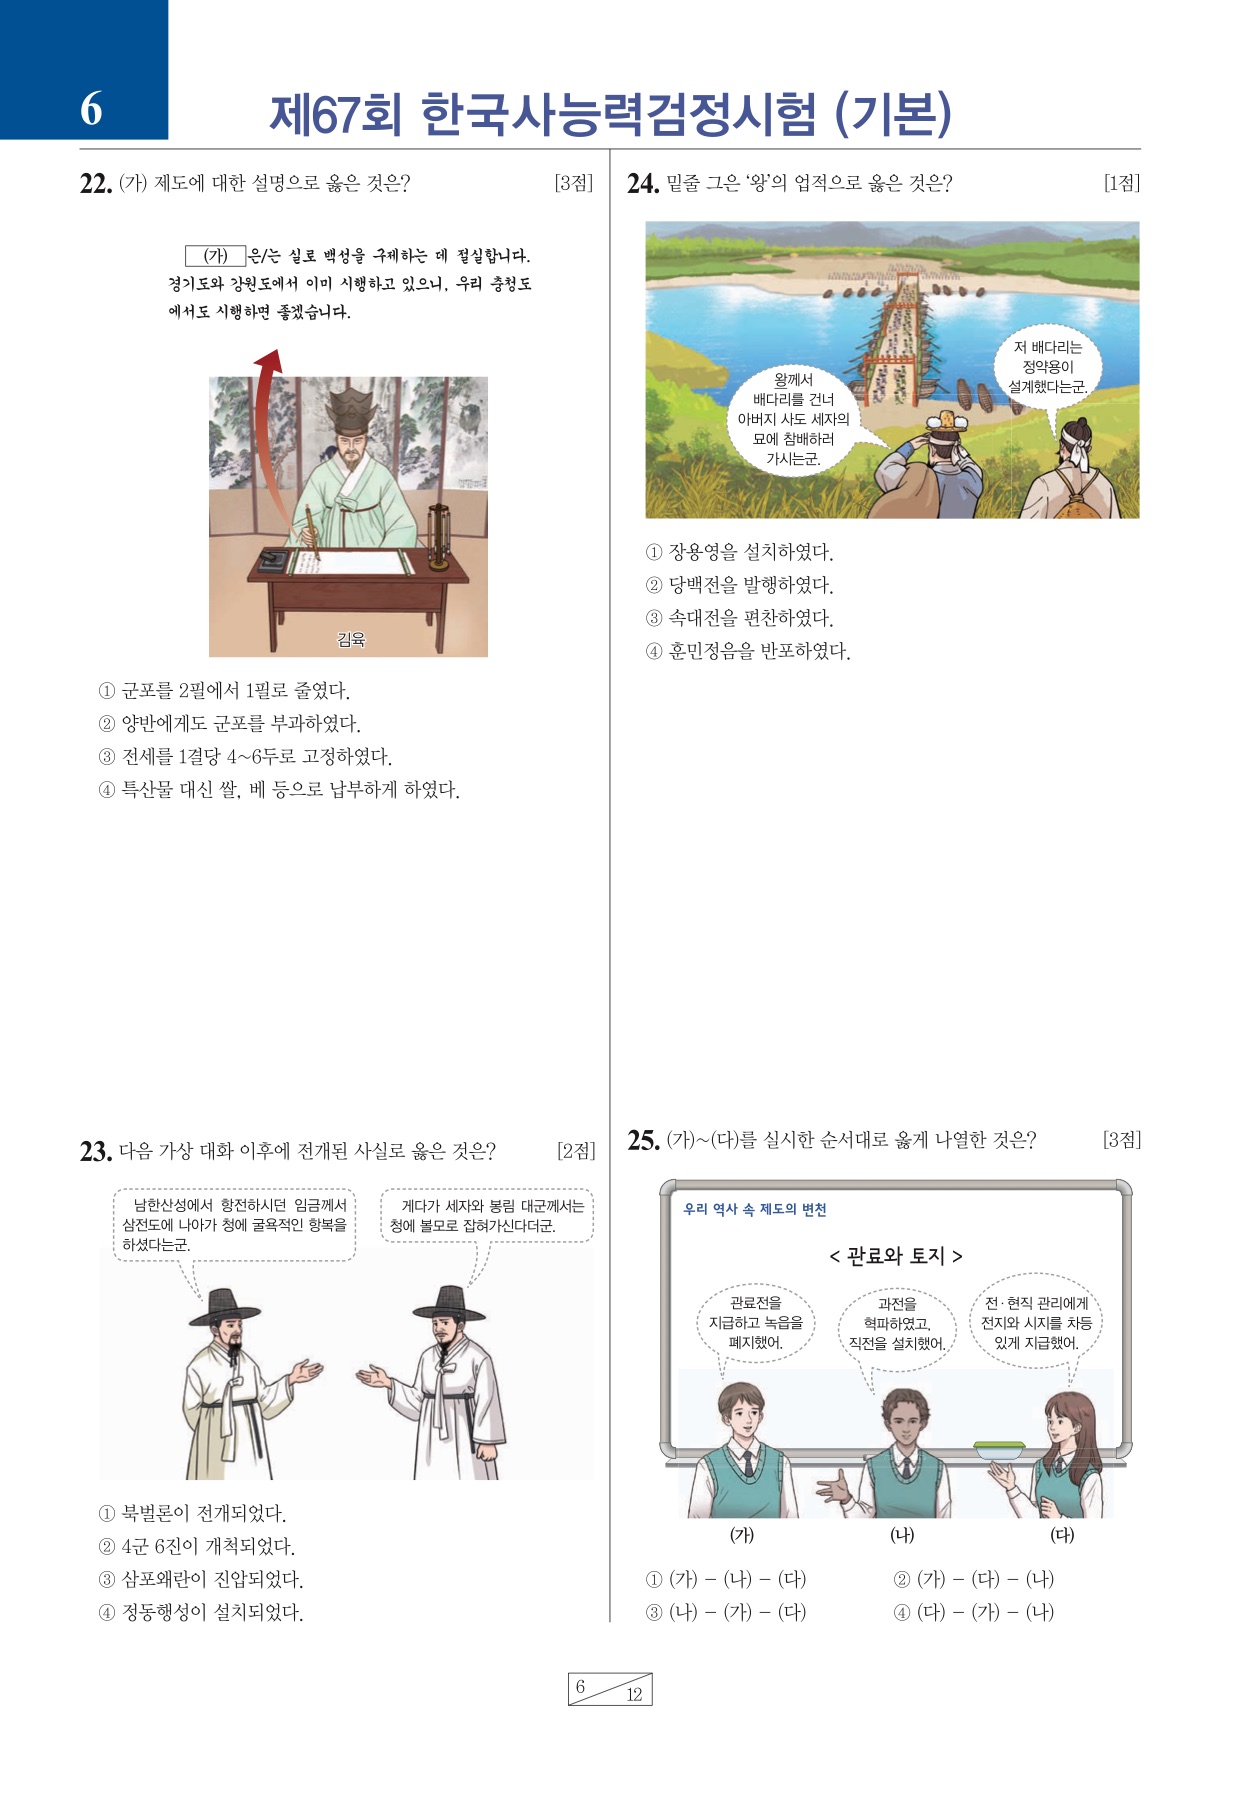 6
제67회 한국사능력검정시험 (기본)
22. (가) 제도에 대한 설명으로 옳은 것은? [3점]
(가) 은/는 실로 백성을 구제하는 데 절실합니다.
경기도와 강원도에서 이미 시행하고 있으니, 우리 충청도
에서도 시행하면 좋겠습니다.
김육
① 군포를 2필에서 1필로 줄였다.
② 양반에게도 군포를 부과하였다.
③ 전세를 1결당 4~6두로 고정하였다.
④ 특산물 대신 쌀, 베 등으로 납부하게 하였다.
23. 다음 가상 대화 이후에 전개된 사실로 옳은 것은? [2점]
남한산성에서 항전하시던 임금께서
삼전도에 나아가 청에 굴욕적인 항복을
하셨다는군.
게다가 세자와 봉림 대군께서는
청에 볼모로 잡혀가신다더군.
① 북벌론이 전개되었다.
② 4군 6진이 개척되었다.
③ 삼포왜란이 진압되었다.
④ 정동행성이 설치되었다.
24. 밑줄 그은 ‘왕’의 업적으로 옳은 것은? [1점]
왕께서
배다리를 건너
아버지 사도 세자의
묘에 참배하러
가시는군.
저 배다리는
정약용이
설계했다는군.
① 장용영을 설치하였다.
② 당백전을 발행하였다.
③ 속대전을 편찬하였다.
④ 훈민정음을 반포하였다.
25. (가)~(다)를 실시한 순서대로 옳게 나열한 것은? [3점]
우리 역사 속 제도의 변천
< 관료와 토지 >
관료전을
지급하고 녹읍을
폐지했어.
과전을
혁파하였고,
직전을 설치했어.
전·현직 관리에게
전지와 시지를 차등
있게 지급했어.
(가) (나) (다)
① (가) – (나) – (다) ② (가) – (다) – (나)
③ (나) – (가) – (다) ④ (다) – (가) – (나)
6 12